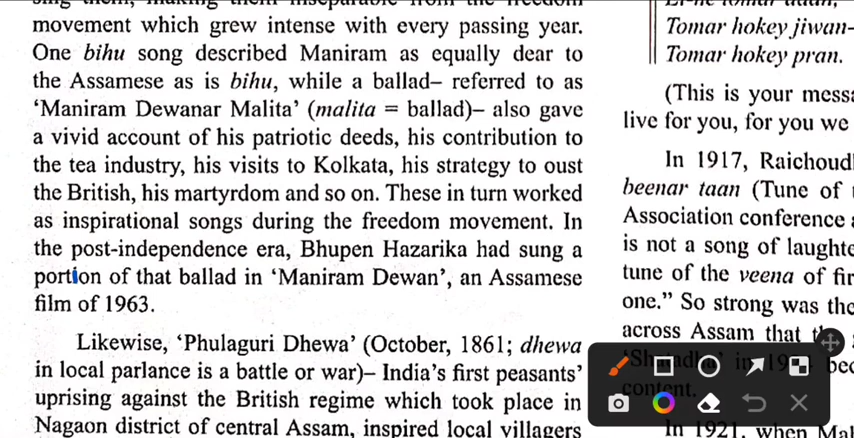 movement which grew intense with every passing year.
One bihu song described Maniram as equally dear to
the Assamese as is bihu, while a ballad– referred to as
‘Maniram Dewanar Malita’ (malita = ballad)– also gave
a vivid account of his patriotic deeds, his contribution to
the tea industry, his visits to Kolkata, his strategy to oust
the British, his martyrdom and so on. These in turn worked
as inspirational songs during the freedom movement. In
the post-independence era, Bhupen Hazarika had sung a
portion of that ballad in ‘Maniram Dewan’, an Assamese
film of 1963.
Likewise, ‘Phulaguri Dhewa’ (October, 1861; dhewa
in local parlance is a battle or war)– India’s first peasants’
uprising against the British regime which took place in
Nagaon district of central Assam, inspired local villagers
Tomar hokey jiwan-
Tomar hokey pran.
(This is your
live for you, for you we
In 1917,
beenar taan (Tune of
Association conference
is not a song of
tune of the veena of
one.” So strong was
across Assam that
content.
In 1921, when